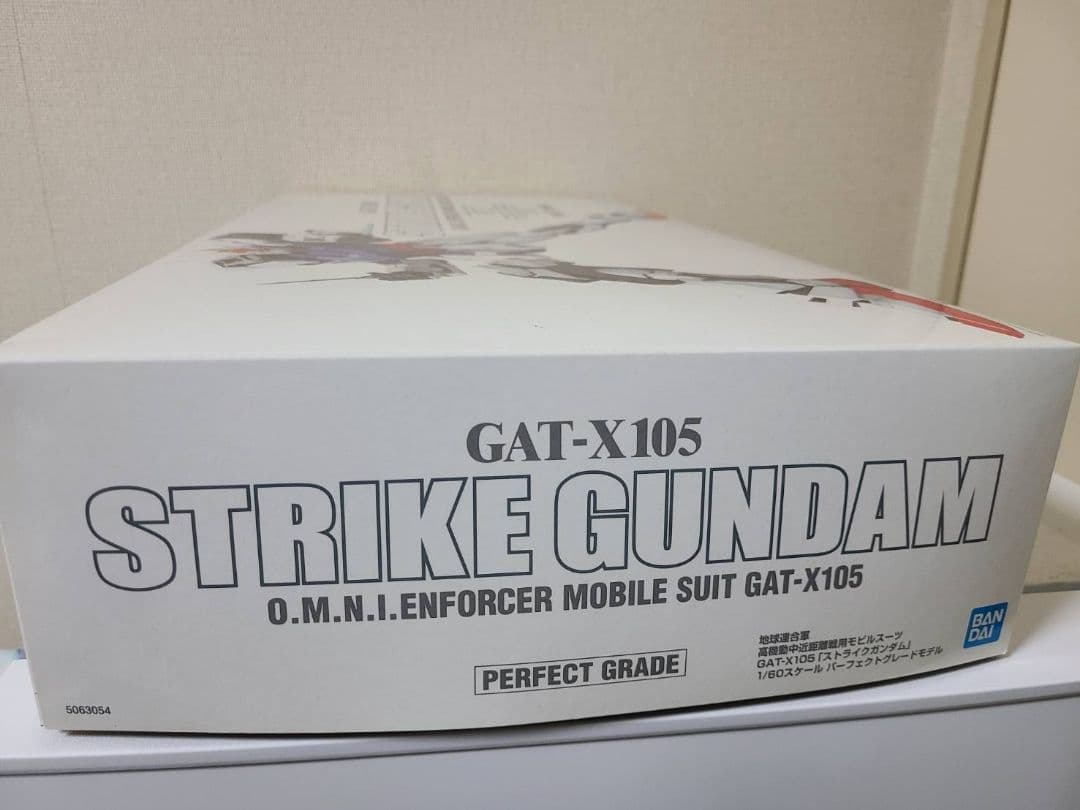 GAT-X105
STRIKE GUNDAM
O.M.N.I.ENFORCER MOBILE SUIT GAT-X105
PERFECT GRADE
地球連合軍
高機動中近距離戦用モビルスーツ
GAT-X105「ストライクガンダム」
1/60スケール パーフェクトグレードモデル
BAN
DAI
5063054